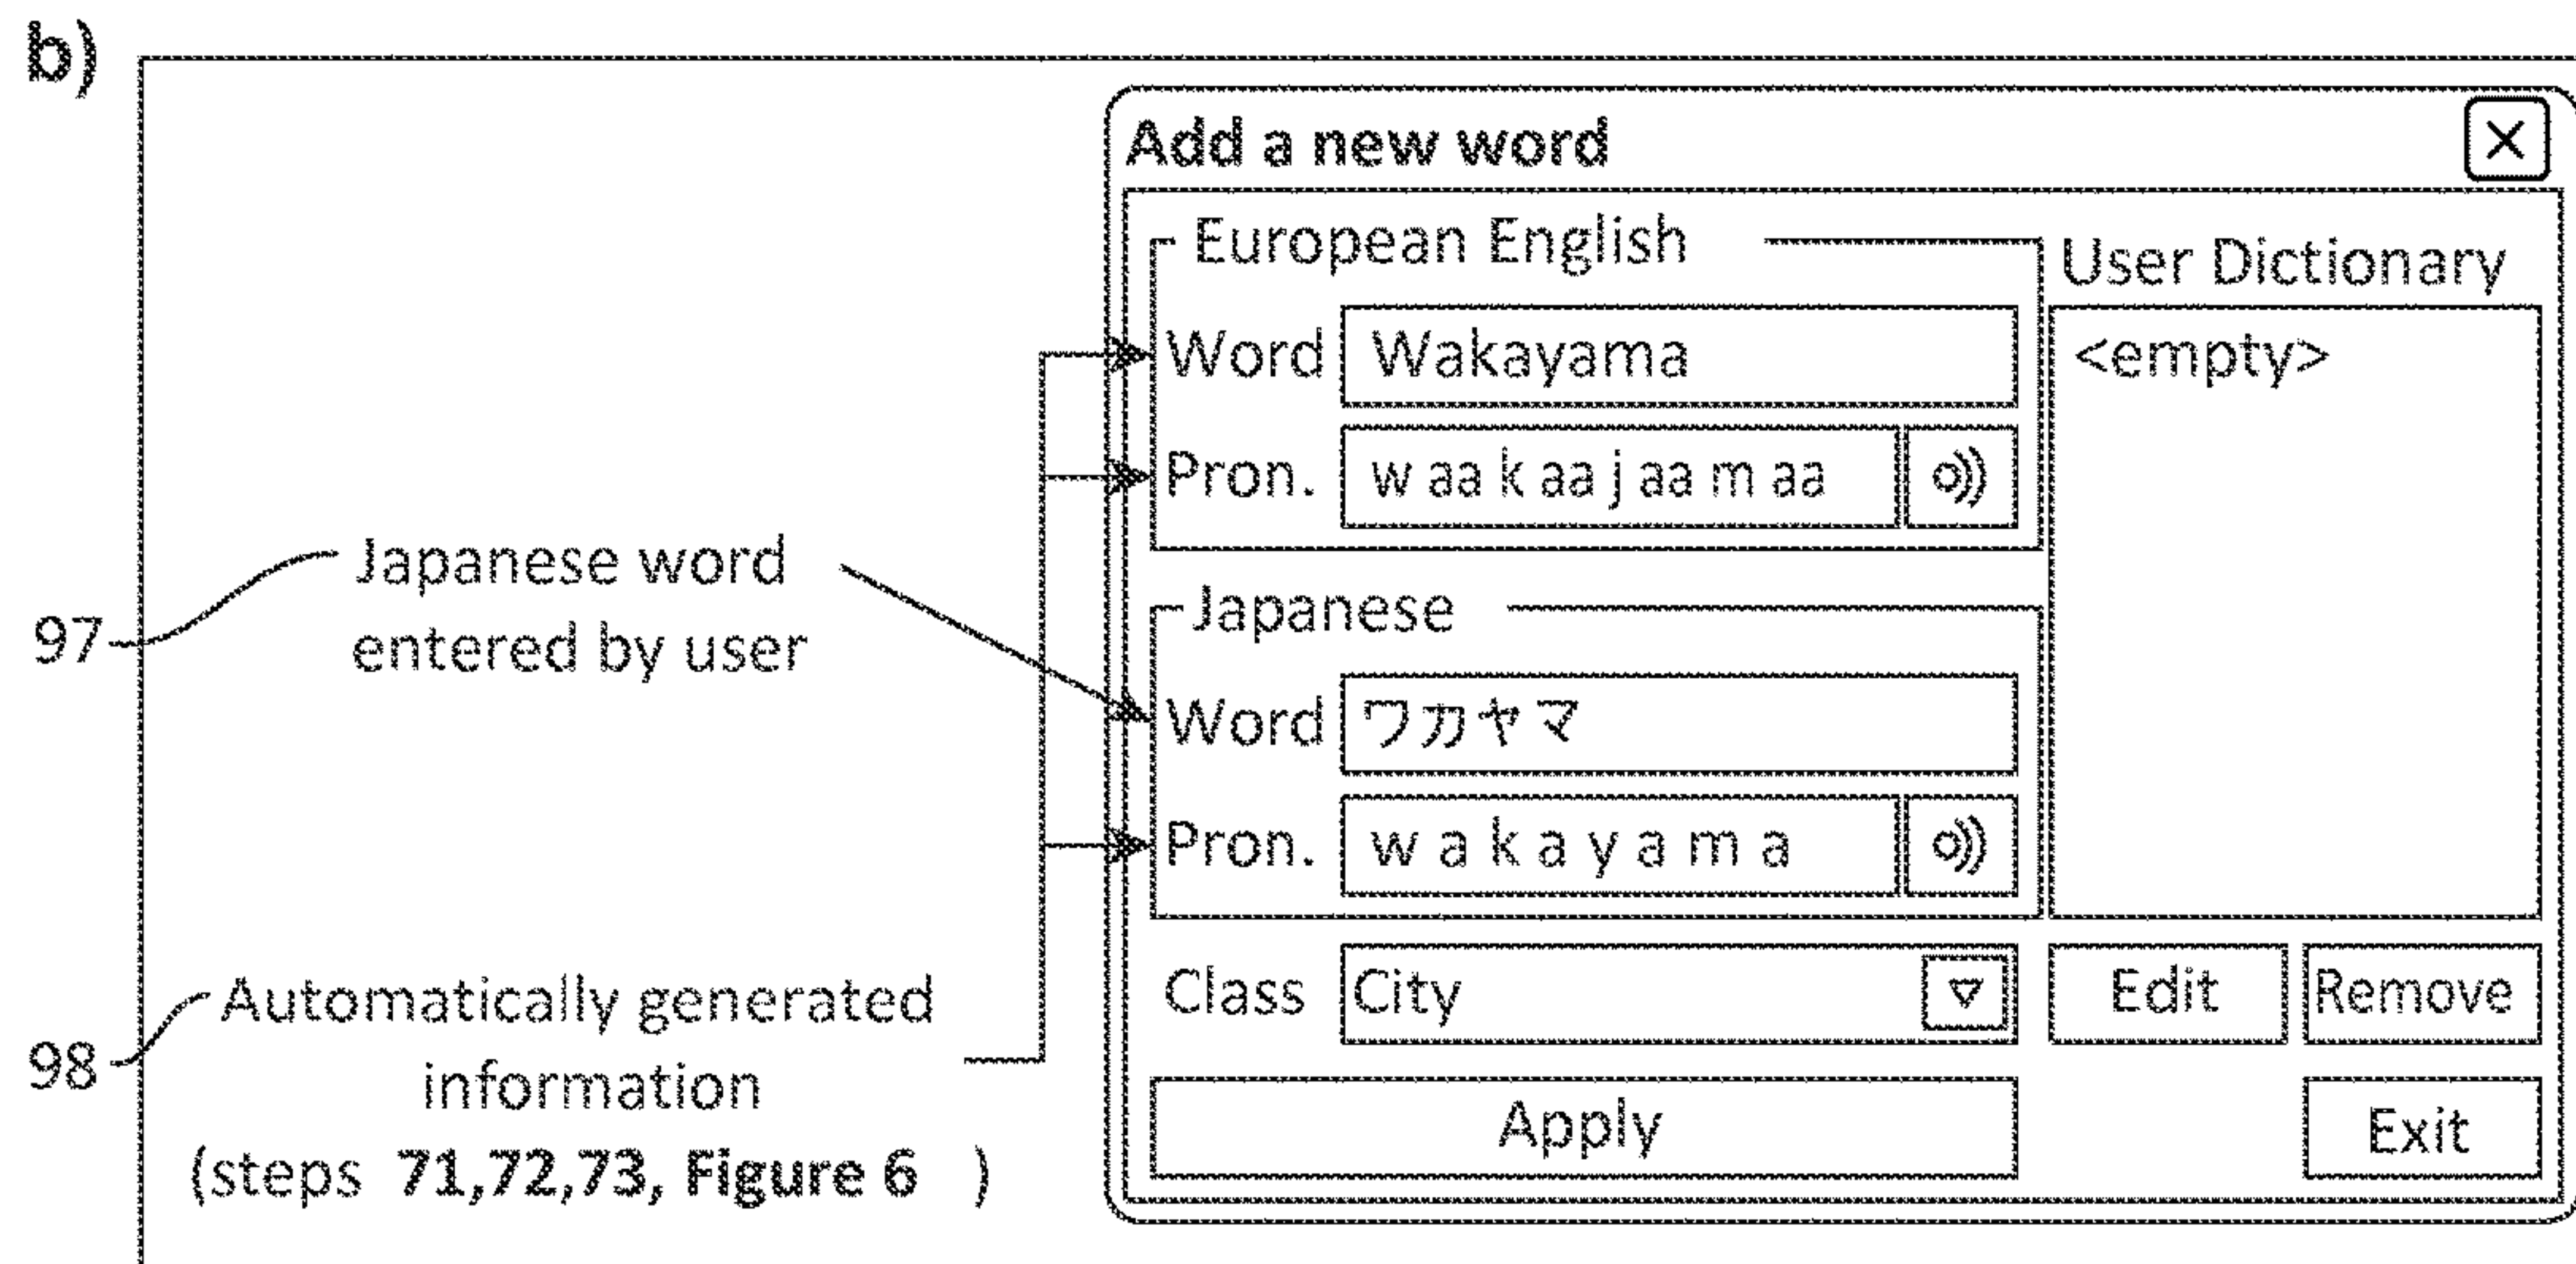 b)
Add a new word
European English
User Dictionary
Word Wakayama
<empty>
Pron. w aa k aa j aa m aa
97
Japanese word
entered by user
Japanese
Word ワカヤマ
Pron. w a k a y a m a
98
Automatically generated
information
(steps 71,72,73, Figure 6 )
Class City
Edit
Remove
Apply
Exit